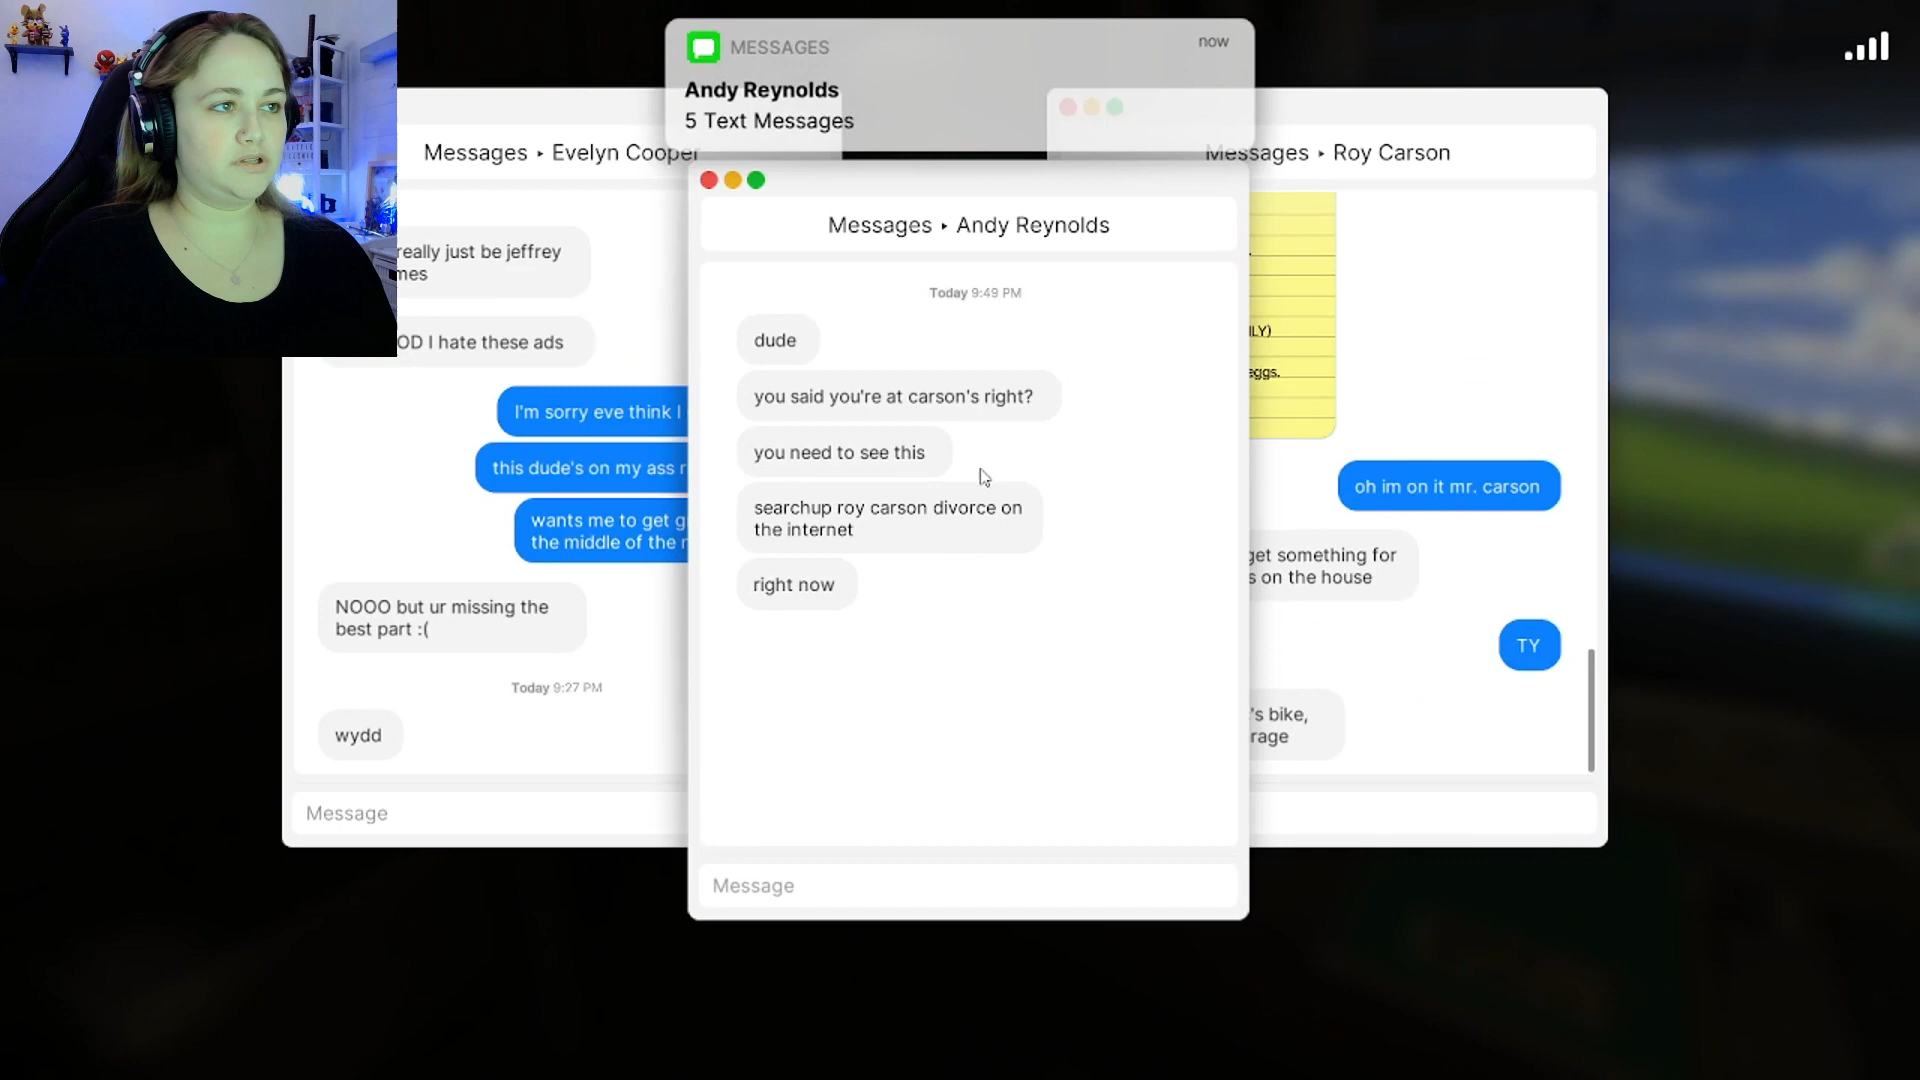 MESSAGES
now
Andy Reynolds
5 Text Messages
Messages ▸ Evelyn Cooper
really just be jeffrey
mes
OD I hate these ads
I'm sorry eve think I
this dude's on my ass
wants me to get
the middle of the
NOOO but ur missing the
best part :(
Today 9:27 PM
wydd
Message
Messages ▸ Andy Reynolds
Today 9:49 PM
dude
you said you're at carson's right?
you need to see this
searchup roy carson divorce on
the internet
right now
Message
Messages ▸ Roy Carson
LY)
eggs.
oh im on it mr. carson
get something for
s on the house
TY
's bike,
rage